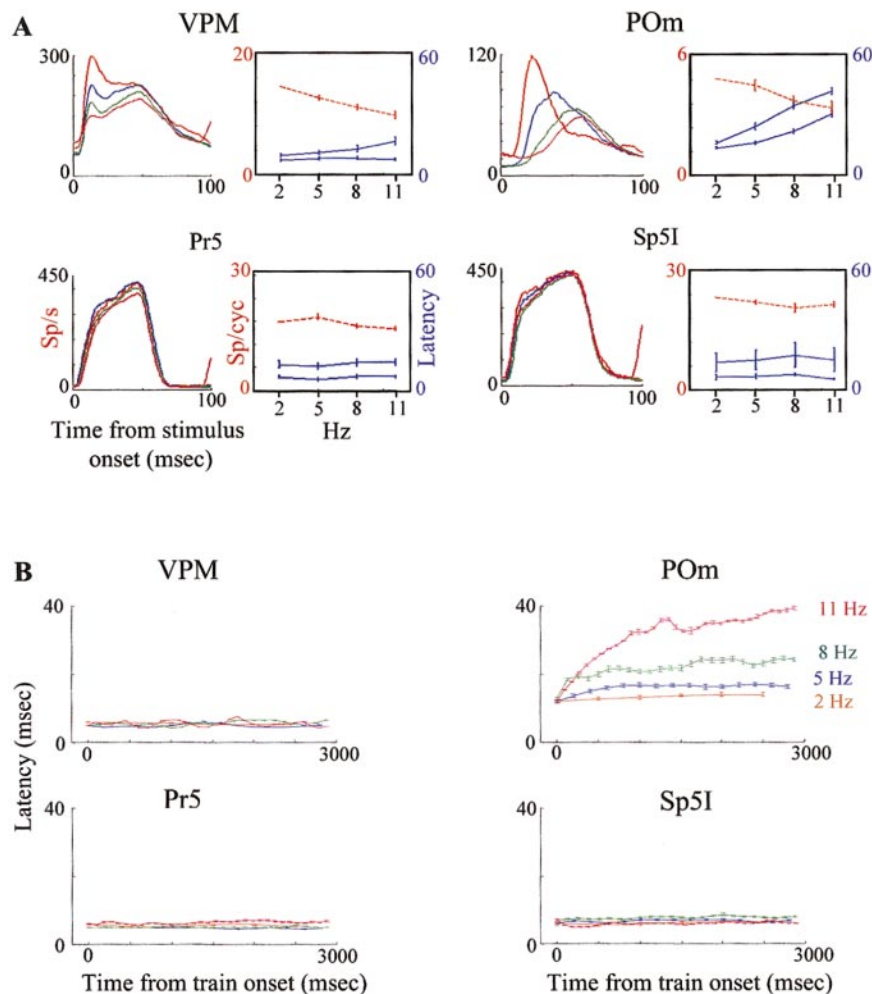 A
VPM
POm
300
0
0
100
20
0
60
0
2 5 8 11
120
0
0
100
6
0
60
0
2 5 8 11
Pr5
Sp5I
450
0
Sp/s
0
100
30
0
Sp/cyc
60
0
Latency
2 5 8 11
Time from stimulus
onset (msec)
Hz
450
0
0
100
30
0
60
0
2 5 8 11
B
VPM
POm
40
0
0
3000
40
0
0
3000
11 Hz
8 Hz
5 Hz
2 Hz
Latency (msec)
Pr5
Sp5I
40
0
0
3000
40
0
0
3000
Time from train onset (msec)
Time from train onset (msec)